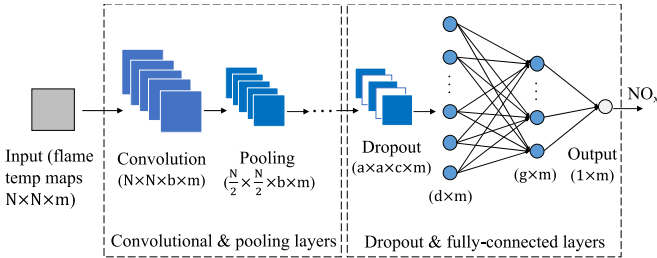 Input (flame
temp maps
N×N×m)
Convolution
(N×N×b×m)
Pooling
(N/2×N/2×b×m)
Dropout
(a×a×c×m)
(d×m)
(g×m)
Output
(1×m)
NOₓ
Convolutional & pooling layers
Dropout & fully-connected layers